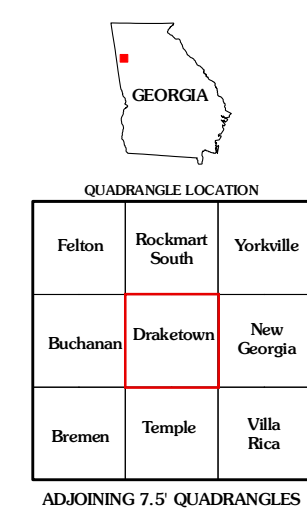 GEORGIA
QUADRANGLE LOCATION
Felton
Rockmart
South
Yorkville
Buchanan
Draketown
New
Georgia
Bremen
Temple
Villa
Rica
ADJOINING 7.5' QUADRANGLES